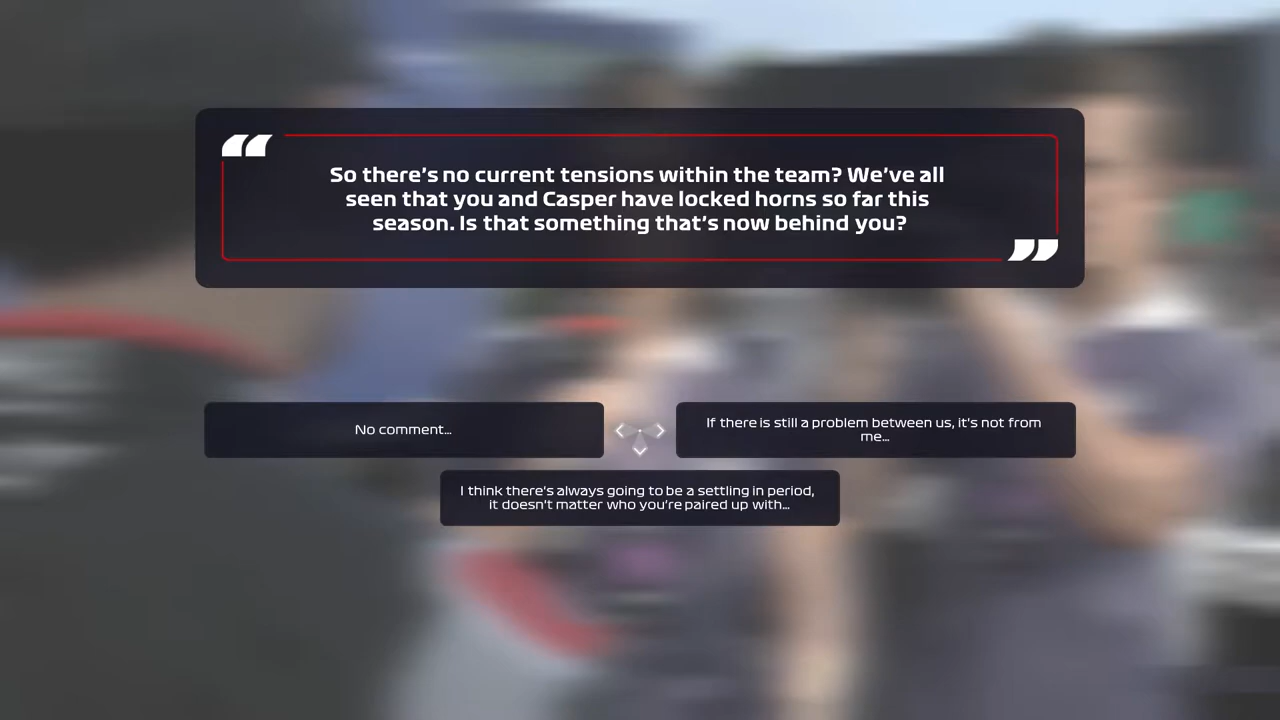 So there's no current tensions within the team? We've all
seen that you and Casper have locked horns so far this
season. Is that something that's now behind you?
No comment...
If there is still a problem between us, it's not from
me...
I think there's always going to be a settling in period,
it doesn't matter who you're paired up with...